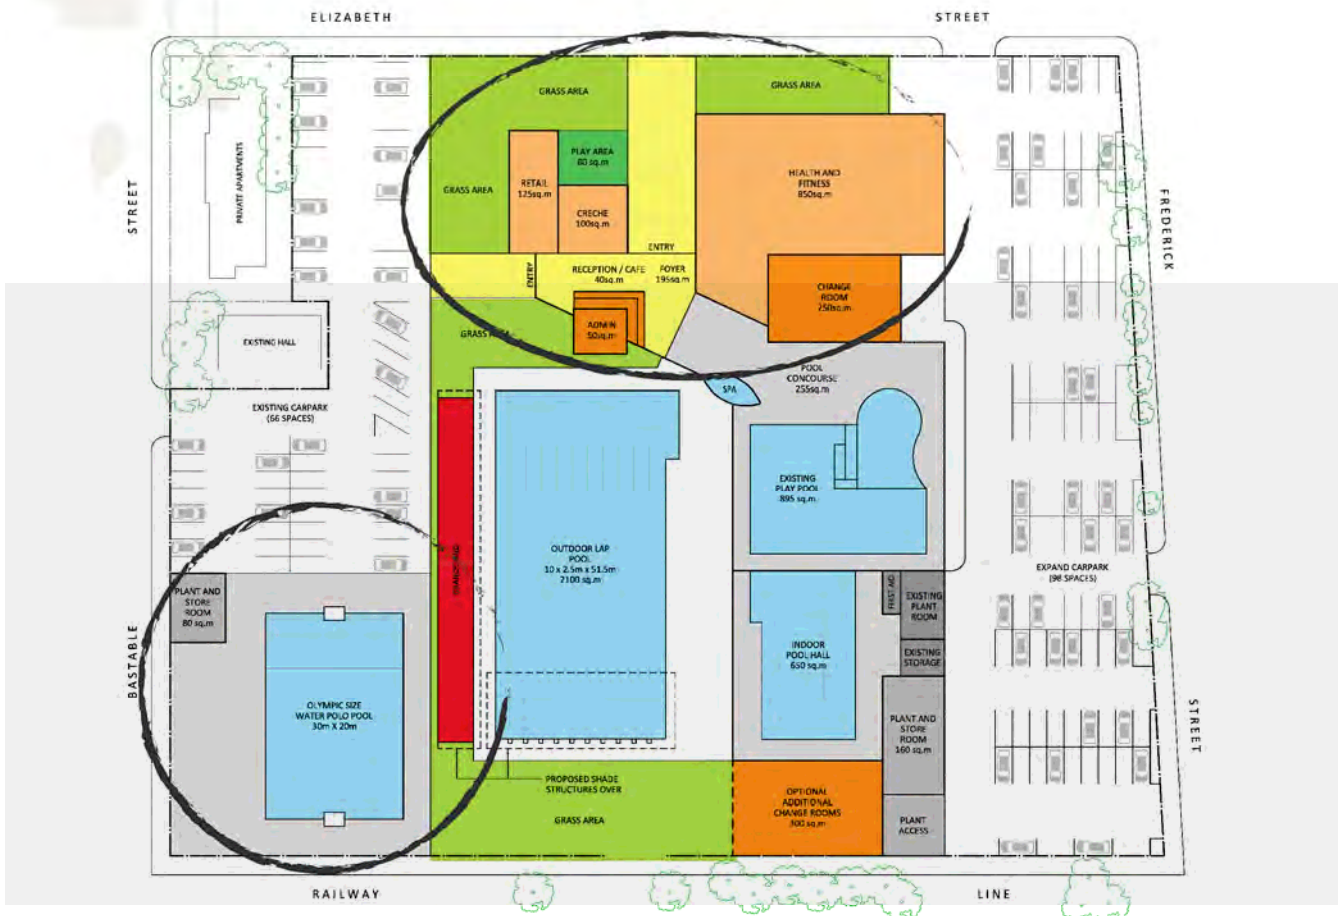 ELIZABETH
STREET
GRASS AREA
GRASS AREA
PLAY AREA
80 sq.m
PRIVATE APARTMENTS
HEALTH AND
FITNESS
850sq.m
RETAIL
125sq.m
GRASS AREA
STREET
FREDERICK
CRECHE
100sq.m
ENTRY
ENTRY
RECEPTION / CAFE
40sq.m
FOYER
195sq.m
CHANGE
ROOM
250sq.m
ADMIN
50sq.m
GRASS AREA
EXISTING HALL
POOL
CONCOURSE
255sq.m
SPA
EXISTING CARPARK
(66 SPACES)
EXISTING
PLAY POOL
895 sq.m
OUTDOOR LAP
POOL
10 x 2.5m x 51.5m
2100 sq.m
EXPAND CARPARK
(98 SPACES)
PLANT AND
STORE
ROOM
80 sq.m
FIRST AID
EXISTING
PLANT
ROOM
BASTABLE
INDOOR
POOL HALL
650 sq.m
EXISTING
STORAGE
OLYMPIC SIZE
WATER POLO POOL
30m X 20m
PLANT AND
STORE
ROOM
160 sq.m
STREET
PROPOSED SHADE
STRUCTURES OVER
OPTIONAL
ADDITIONAL
CHANGE ROOMS
300 sq.m
GRASS AREA
PLANT
ACCESS
RAILWAY
LINE